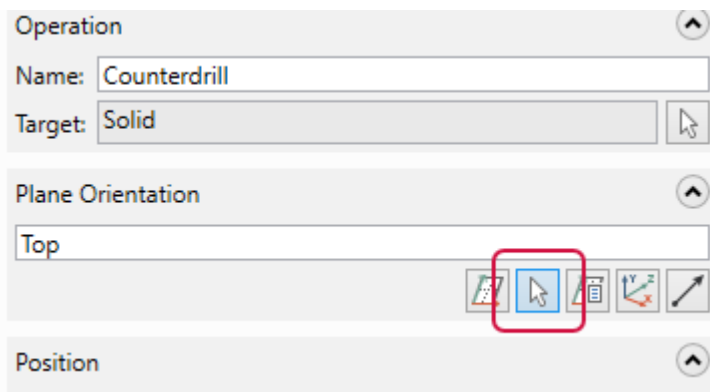 Operation
Name: Counterdrill
Target: Solid
Plane Orientation
Top
Position